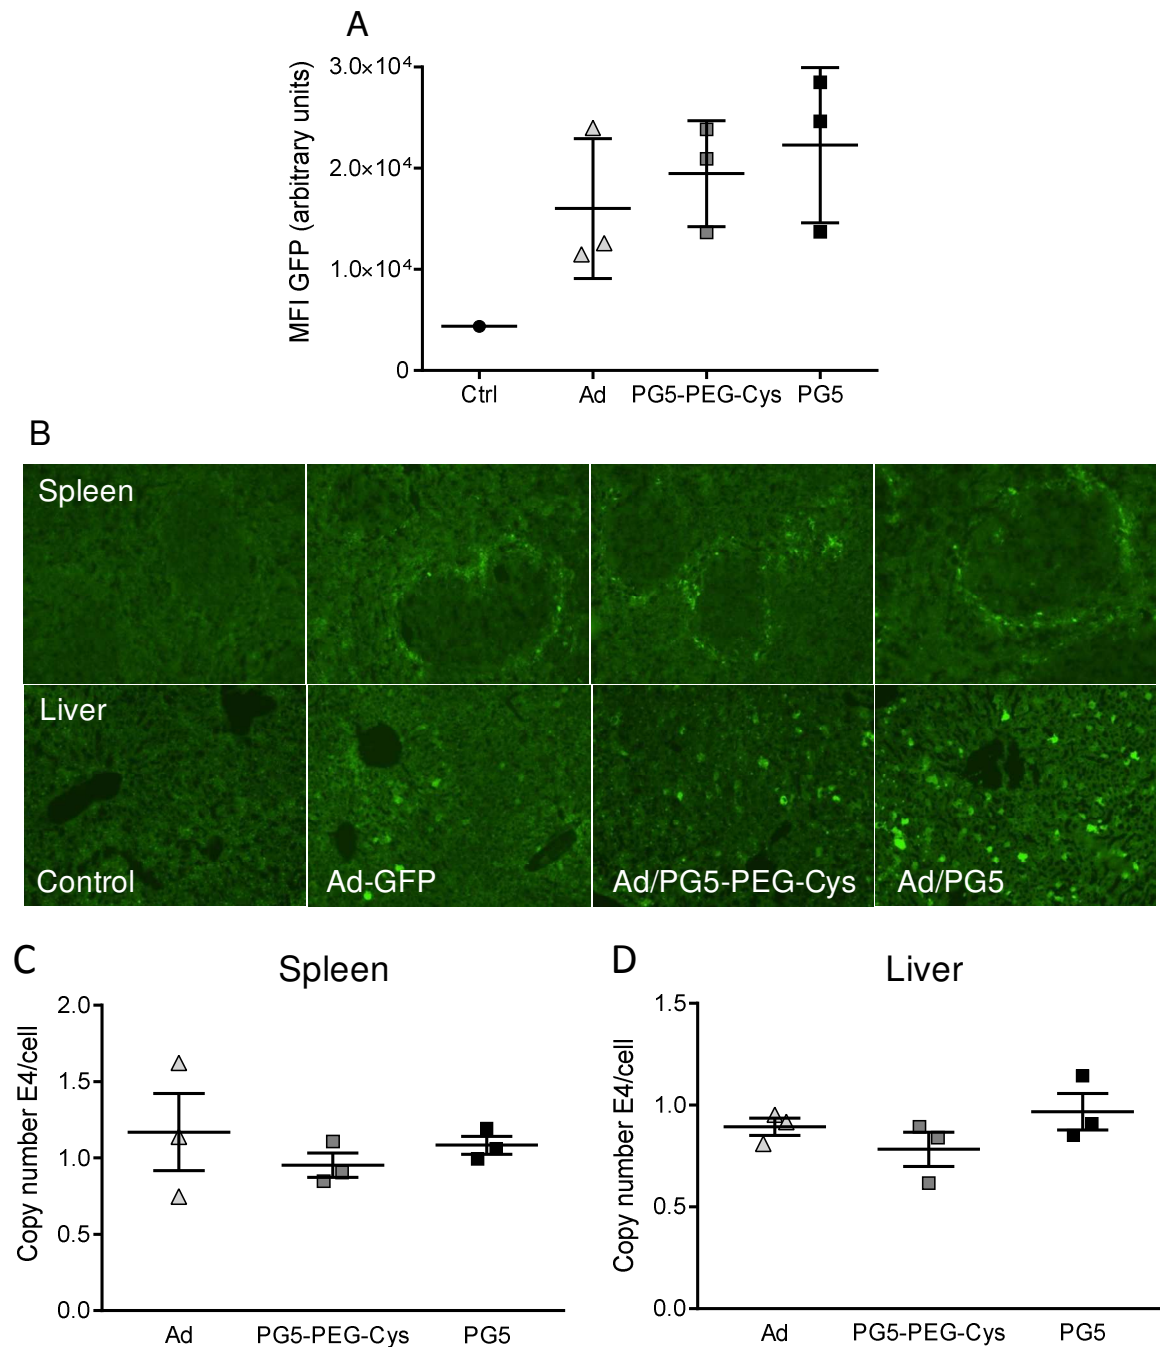 A
MFI GFP (arbitrary units)
3.0×10⁴
2.0×10⁴
1.0×10⁴
0
Ctrl Ad PG5-PEG-Cys PG5
B
Spleen
Liver
Control Ad-GFP Ad/PG5-PEG-Cys Ad/PG5
C
Spleen
Copy number E4/cell
2.0
1.5
1.0
0.5
0.0
Ad PG5-PEG-Cys PG5
D
Liver
Copy number E4/cell
1.5
1.0
0.5
0.0
Ad PG5-PEG-Cys PG5